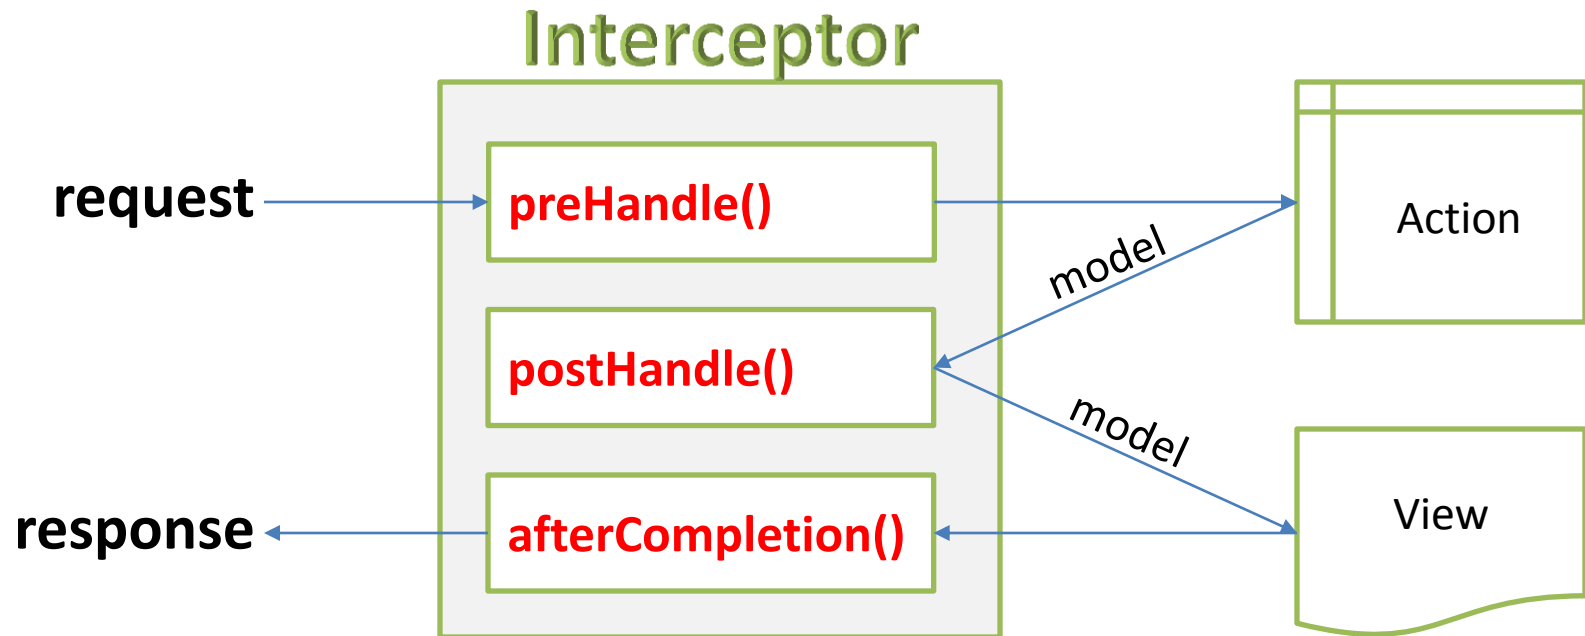 Interceptor
request
preHandle()
Action
model
postHandle()
model
response
afterCompletion()
View